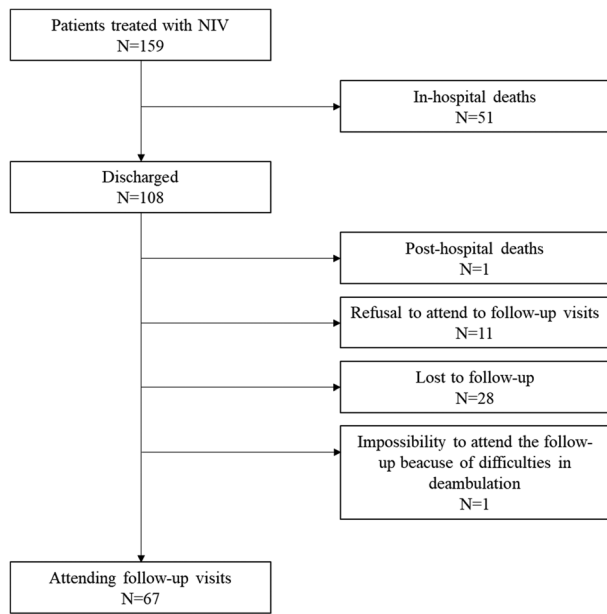 Patients treated with NIV
N=159
In-hospital deaths
N=51
Discharged
N=108
Post-hospital deaths
N=1
Refusal to attend to follow-up visits
N=11
Lost to follow-up
N=28
Impossibility to attend the follow-
up beacuse of difficulties in
deambulation
N=1
Attending follow-up visits
N=67